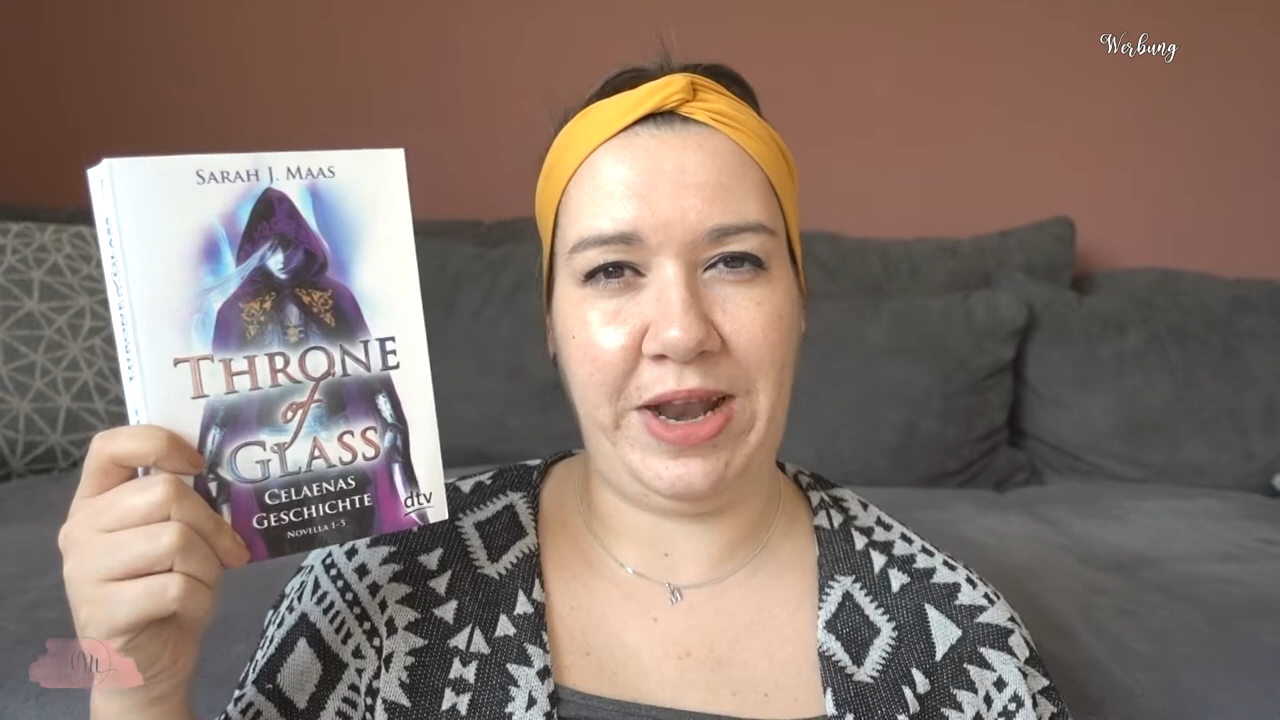 Werbung
SARAH J. MAAS
THRONE
of
GLASS
CELAENAS
GESCHICHTE
NOVELLA 1-5
dtv
M